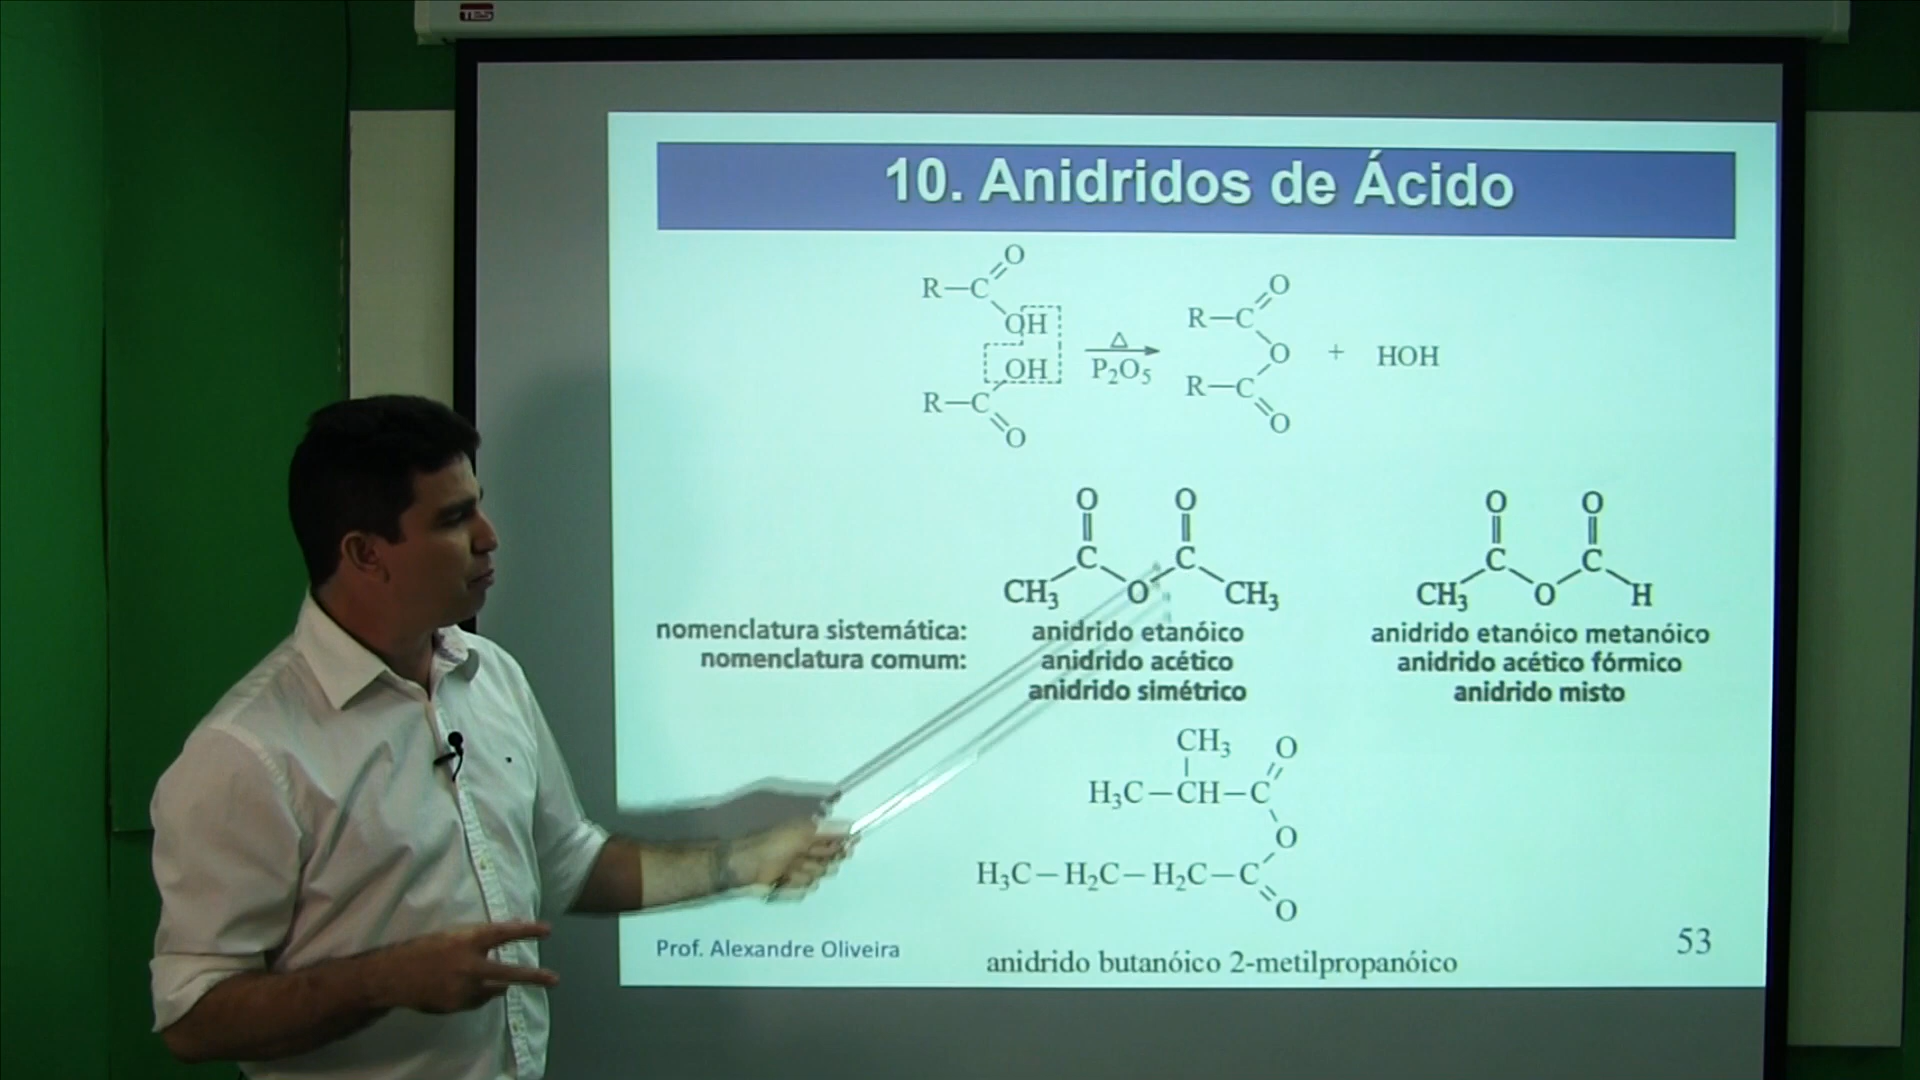 TES
10. Anidridos de Ácido
R—C
O
OH
OH
R—C
O
Δ
P₂O₅
R—C
O
O
R—C
O
+ HOH
O O
C C
CH₃ O CH₃
O O
C C
CH₃ O H
nomenclatura sistemática: anidrido etanóico anidrido etanóico metanóico
nomenclatura comum: anidrido acético anidrido acético fórmico
anidrido simétrico anidrido misto
CH₃ O
H₃C—CH—C
O
H₃C—H₂C—H₂C—C
O
Prof. Alexandre Oliveira
anidrido butanóico 2-metilpropanóico
53